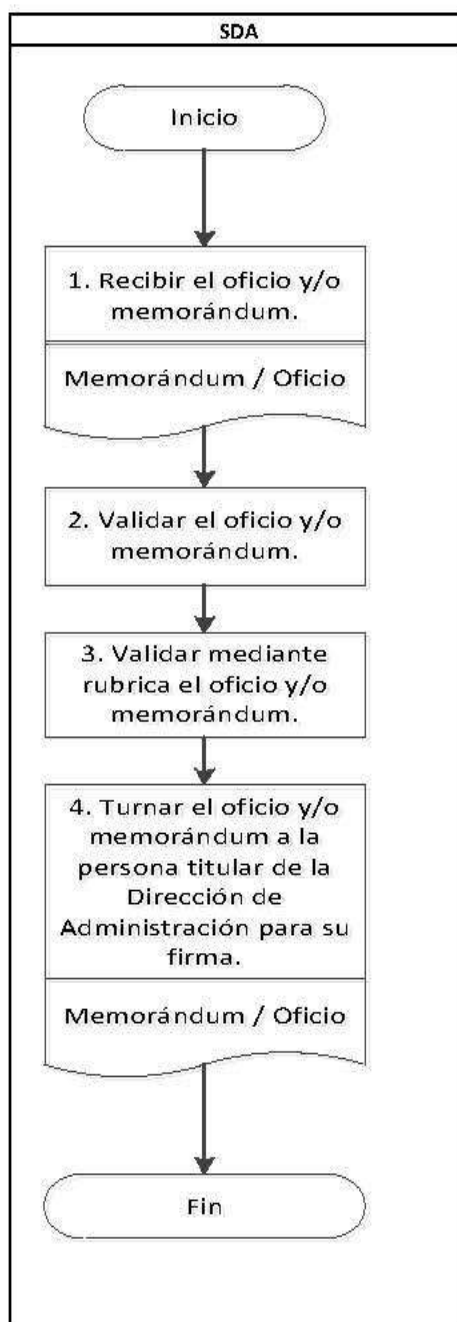 SDA
Inicio
1. Recibir el oficio y/o
memorándum.
Memorándum / Oficio
2. Validar el oficio y/o
memorándum.
3. Validar mediante
rubrica el oficio y/o
memorándum.
4. Turnar el oficio y/o
memorándum a la
persona titular de la
Dirección de
Administración para su
firma.
Memorándum / Oficio
Fin